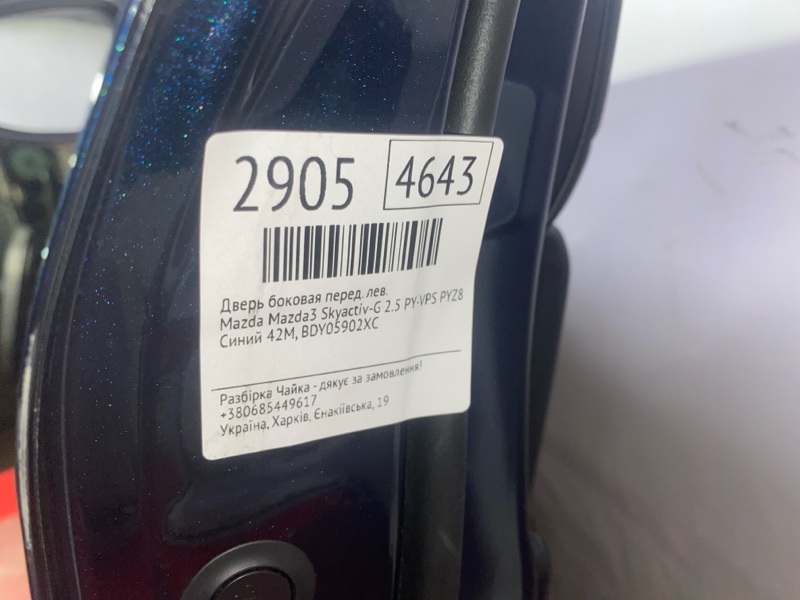 2905 4643
Дверь боковая перед. лев.
Mazda Mazda3 Skyactiv-G 2.5 PY-VPS PYZ8
Синий 42M, BDY05902XC
Разбірка Чайка - дякує за замовлення!
+380685449617
Україна, Харків, Єнакіївська, 19